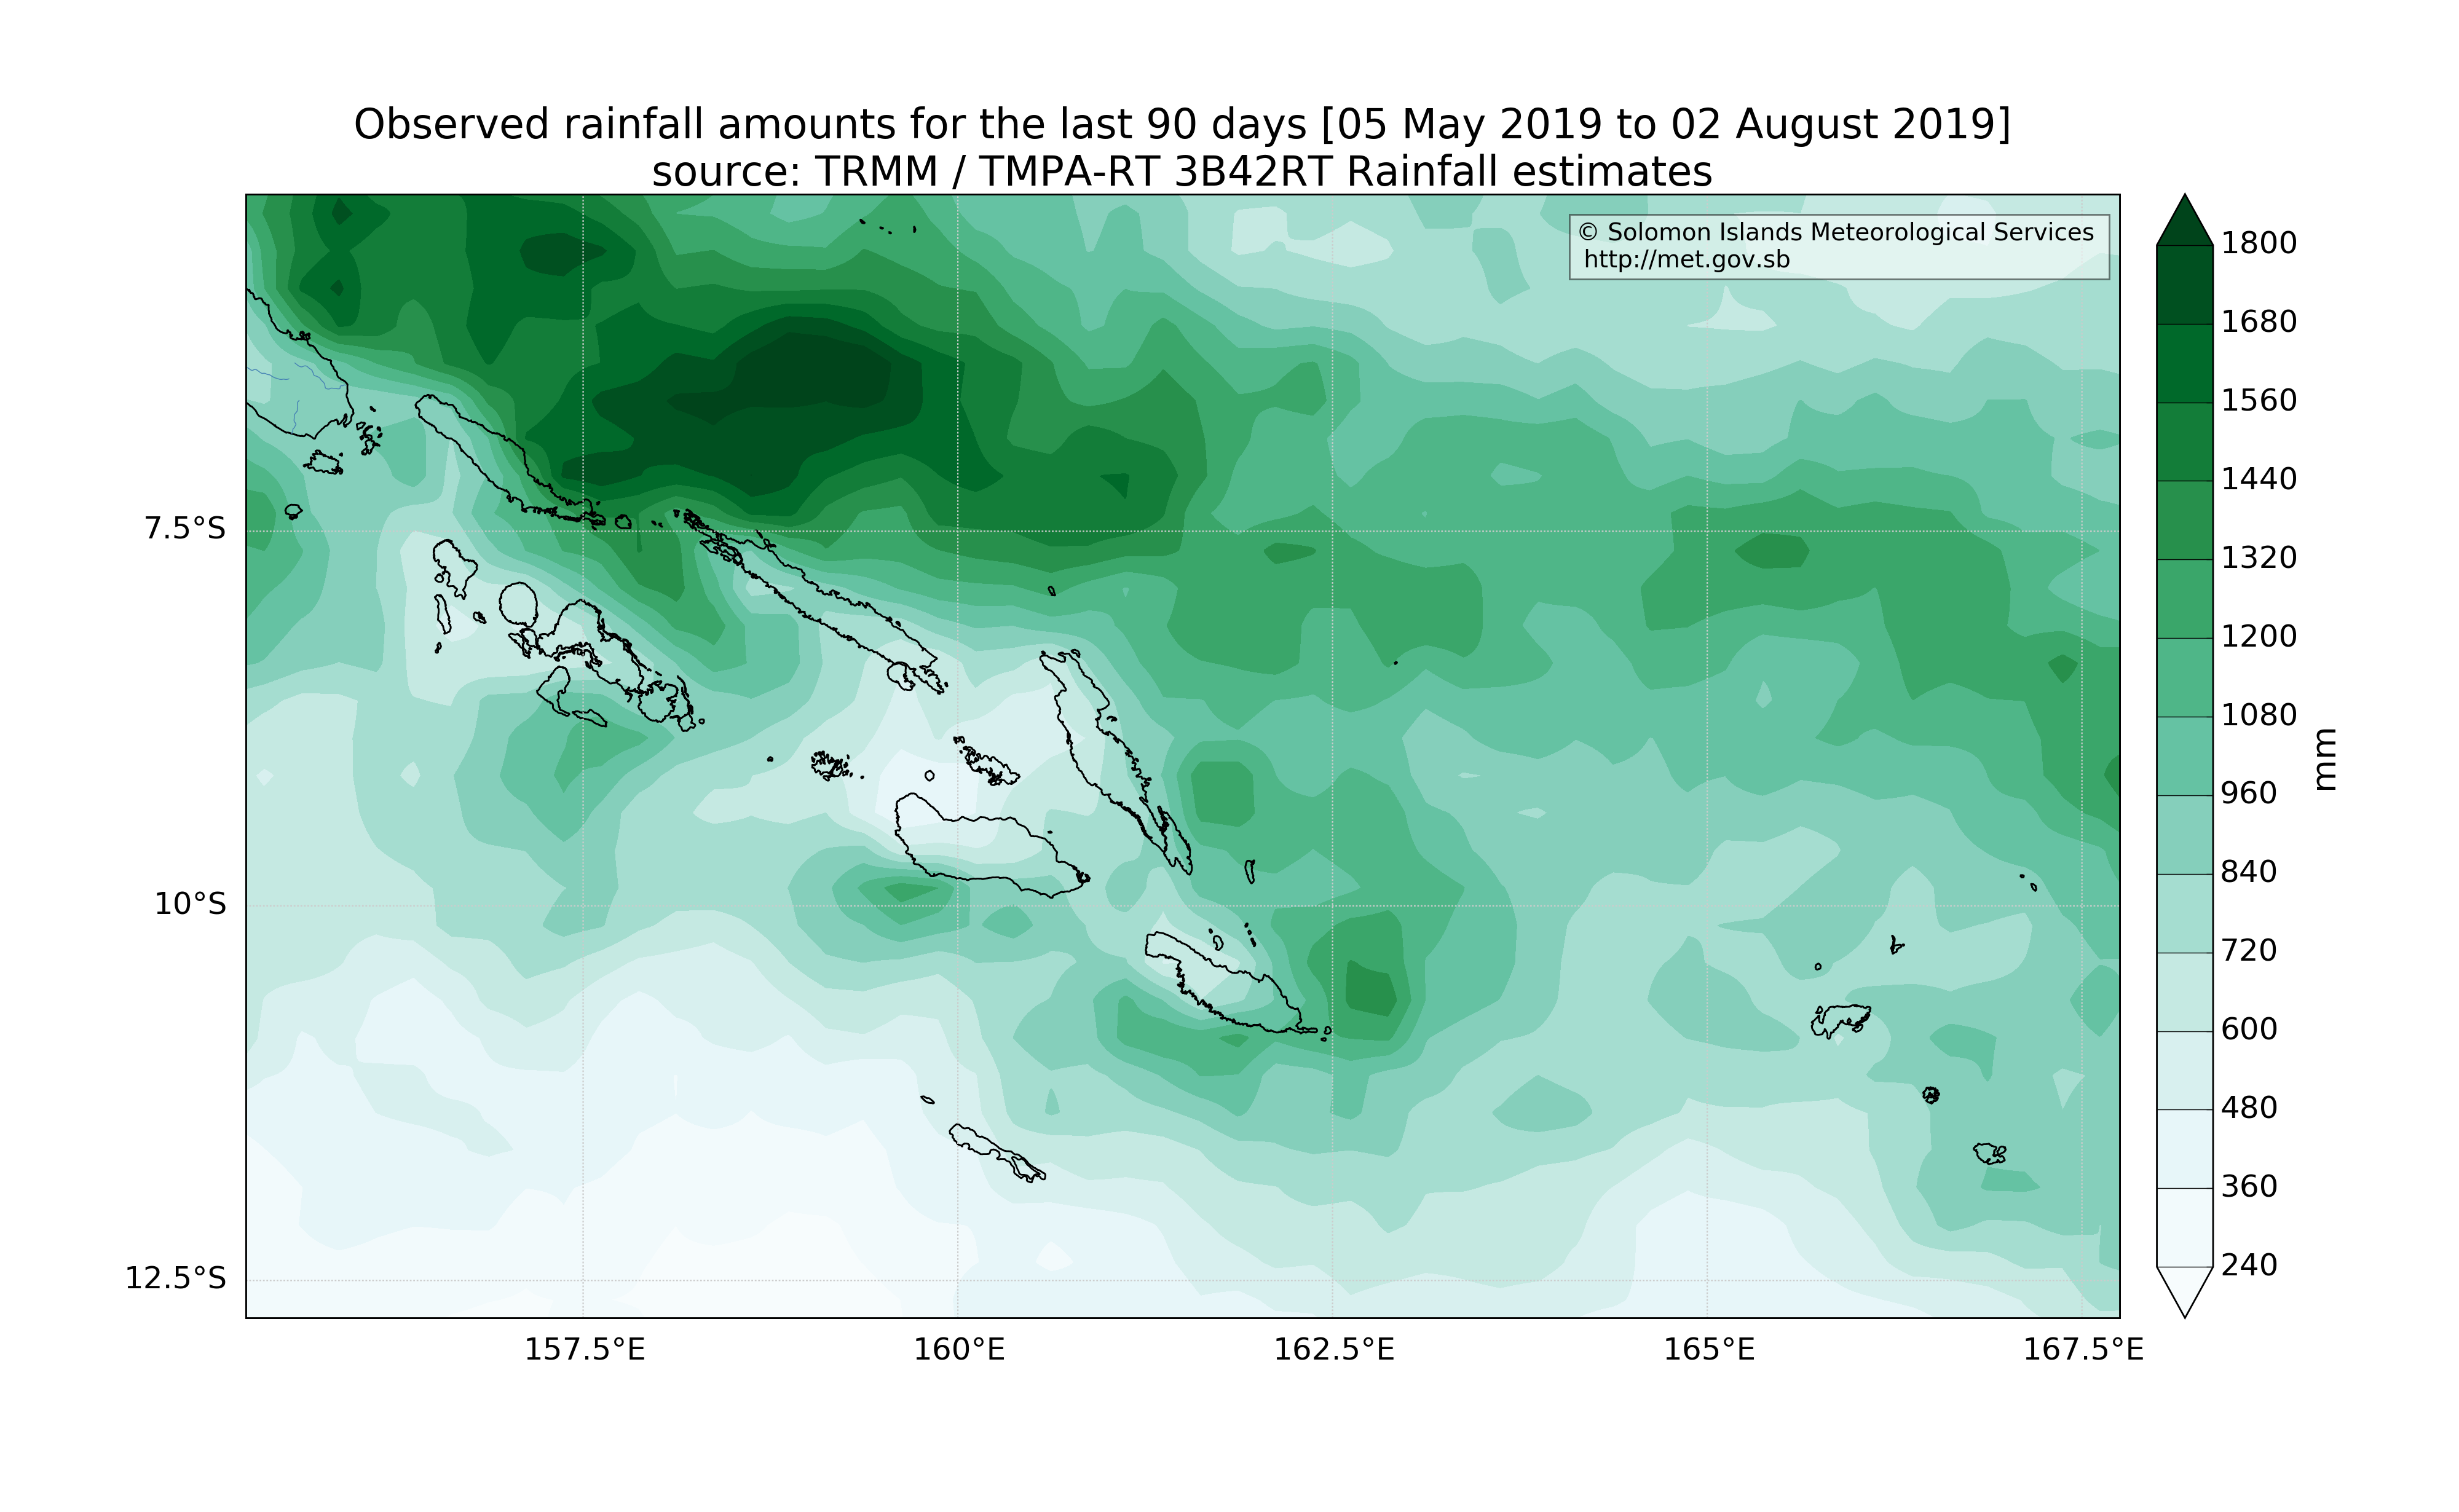 Observed rainfall amounts for the last 90 days [05 May 2019 to 02 August 2019]
source: TRMM / TMPA-RT 3B42RT Rainfall estimates
© Solomon Islands Meteorological Services
http://met.gov.sb
7.5°S
10°S
12.5°S
157.5°E
160°E
162.5°E
165°E
167.5°E
1800
1680
1560
1440
1320
1200
1080
960
840
720
600
480
360
240
mm